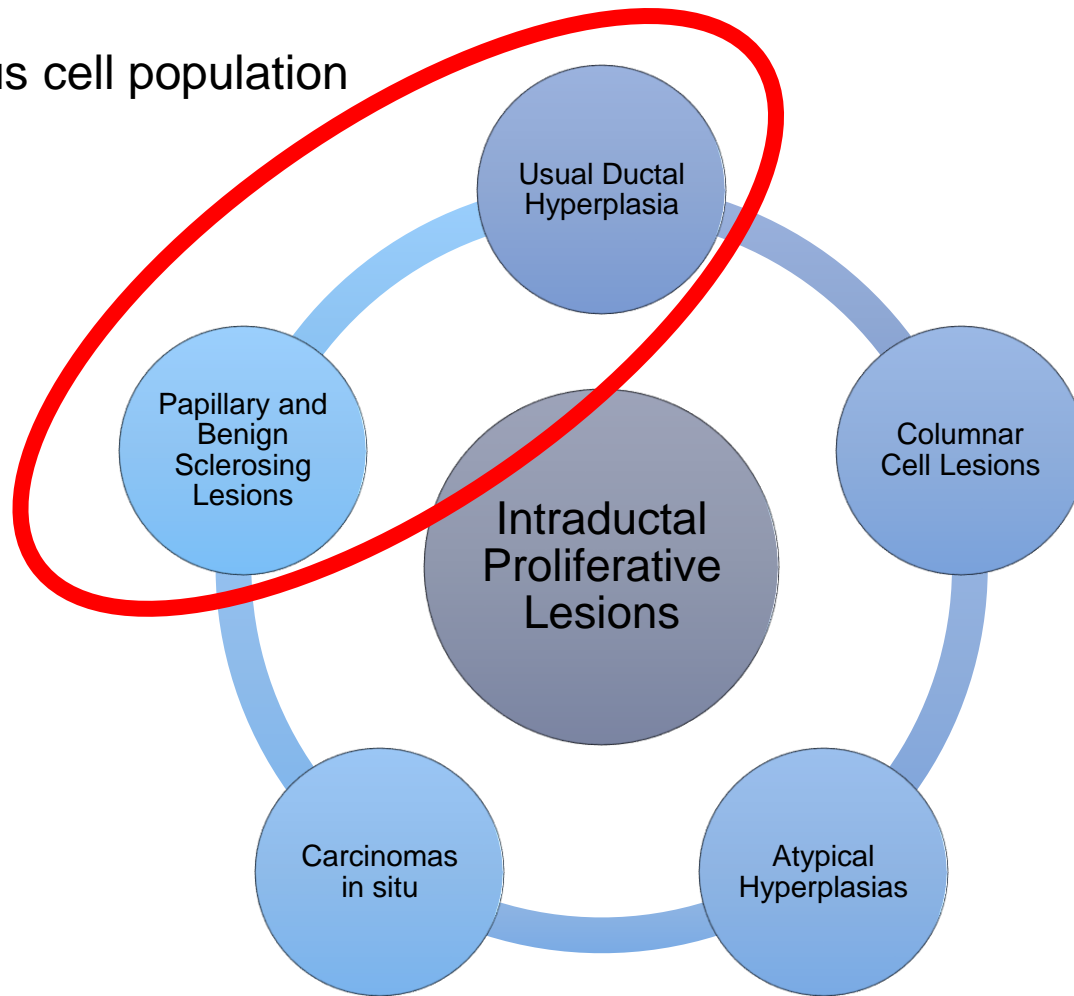 us cell population
Usual Ductal
Hyperplasia
Papillary and
Benign
Sclerosing
Lesions
Columnar
Cell Lesions
Intraductal
Proliferative
Lesions
Carcinomas
in situ
Atypical
Hyperplasias